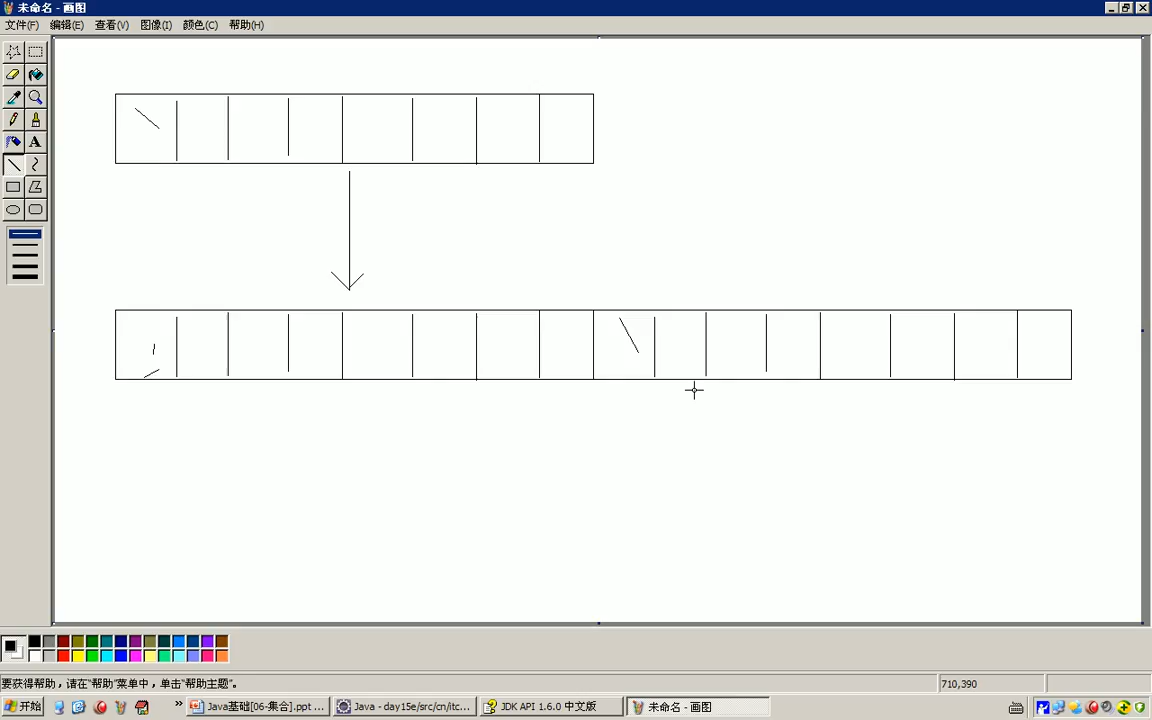 未命名 - 画图
文件(F) 编辑(E) 查看(V) 图像(I) 颜色(C) 帮助(H)
A
要获得帮助，请在“帮助”菜单中，单击“帮助主题”。 710,390
开始 » Java基础[06-集合].ppt ... Java - day15e/src/cn/itc... JDK API 1.6.0 中文版 未命名 - 画图